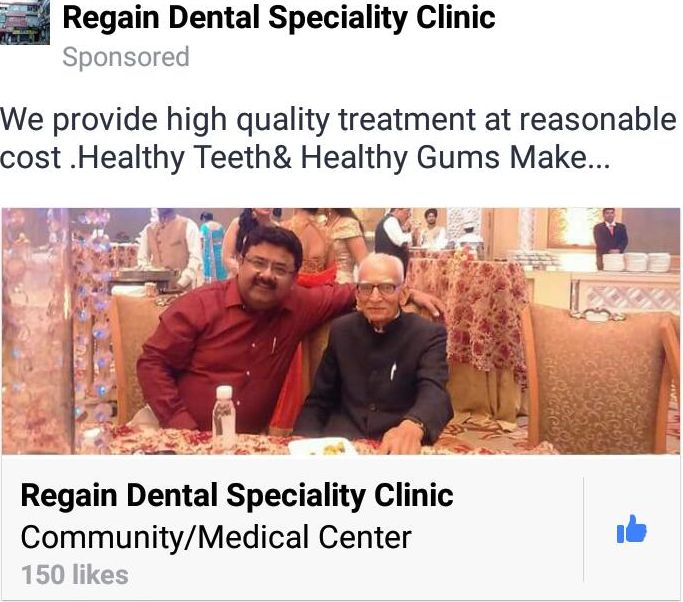 Regain Dental Speciality Clinic
Sponsored
We provide high quality treatment at reasonable
cost .Healthy Teeth& Healthy Gums Make...
Regain Dental Speciality Clinic
Community/Medical Center
150 likes